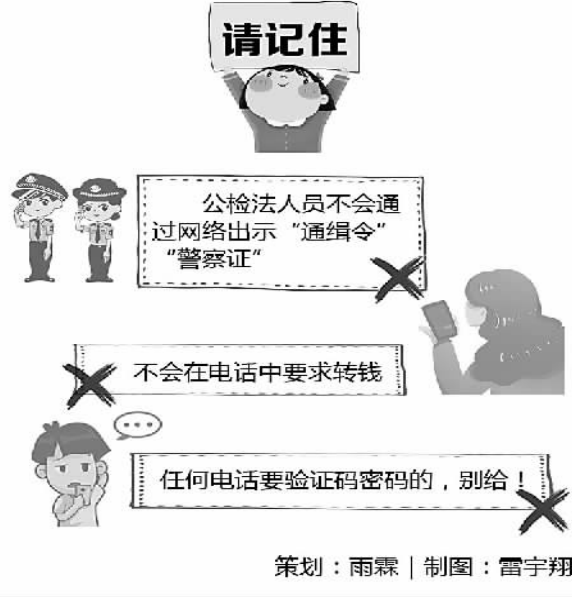 请记住
公检法人员不会通
过网络出示“通缉令”
“警察证“
不会在电话中要求转钱
任何电话要验证码密码的，别给！
策划：雨霖｜制图：雷宇翔